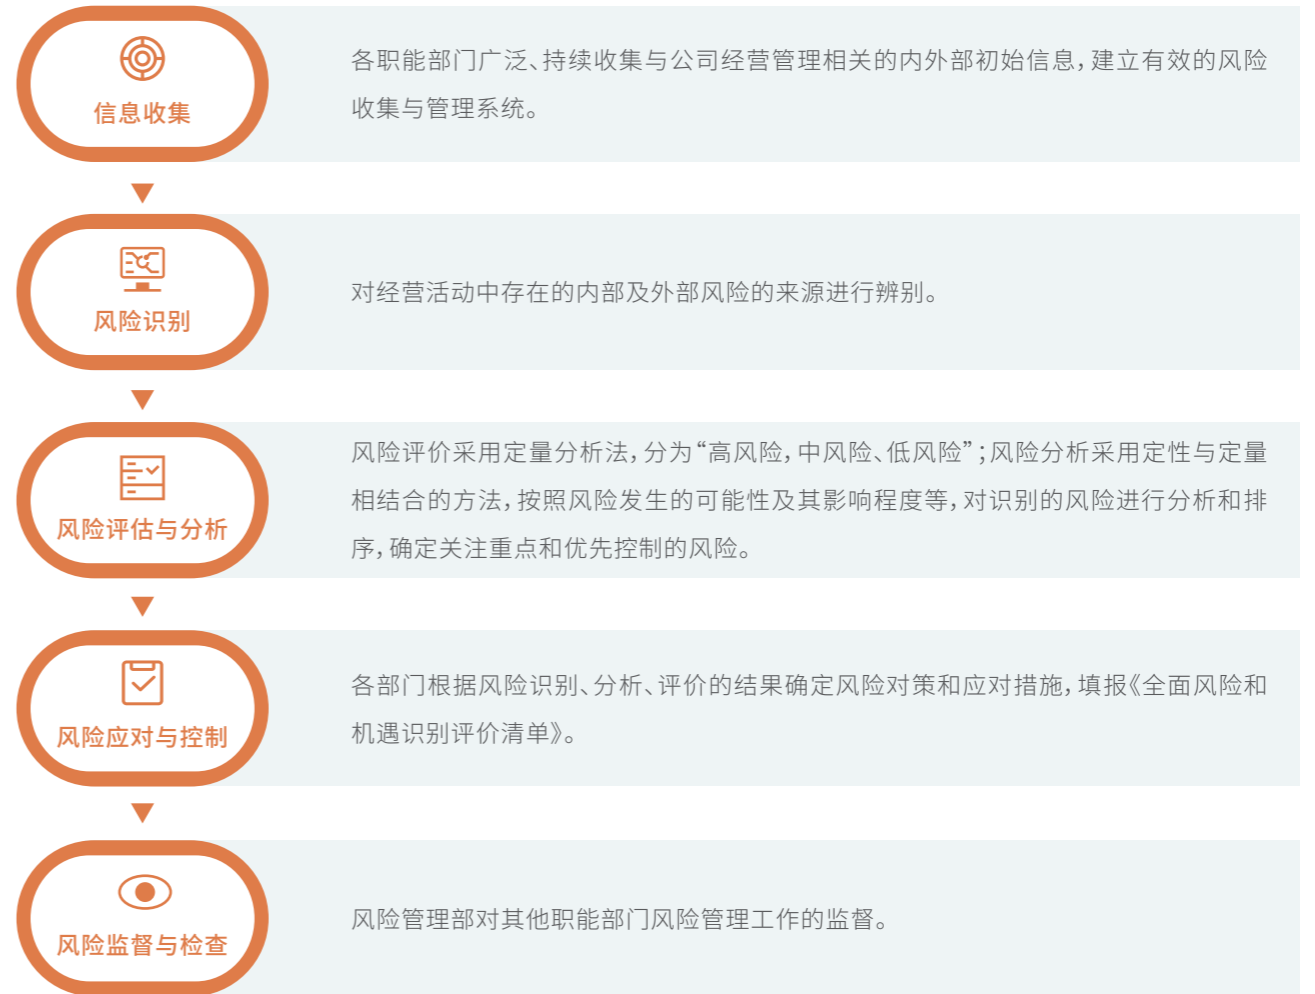 信息收集
各职能部门广泛、持续收集与公司经营管理相关的内外部初始信息，建立有效的风险
收集与管理系统。
风险识别
对经营活动中存在的内部及外部风险的来源进行辨别。
风险评估与分析
风险评价采用定量分析法，分为“高风险，中风险、低风险”；风险分析采用定性与定量
相结合的方法，按照风险发生的可能性及其影响程度等，对识别的风险进行分析和排
序，确定关注重点和优先控制的风险。
风险应对与控制
各部门根据风险识别、分析、评价的结果确定风险对策和应对措施，填报《全面风险和
机遇识别评价清单》。
风险监督与检查
风险管理部对其他职能部门风险管理工作的监督。